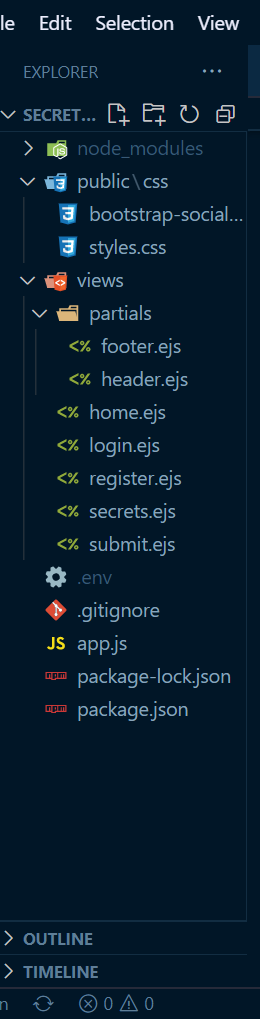 le Edit Selection View
EXPLORER ...
SECRET...
node_modules
public\css
bootstrap-social...
styles.css
views
partials
<%> footer.ejs
<%> header.ejs
<%> home.ejs
<%> login.ejs
<%> register.ejs
<%> secrets.ejs
<%> submit.ejs
.env
.gitignore
JS app.js
package-lock.json
package.json
OUTLINE
TIMELINE
n 0 0